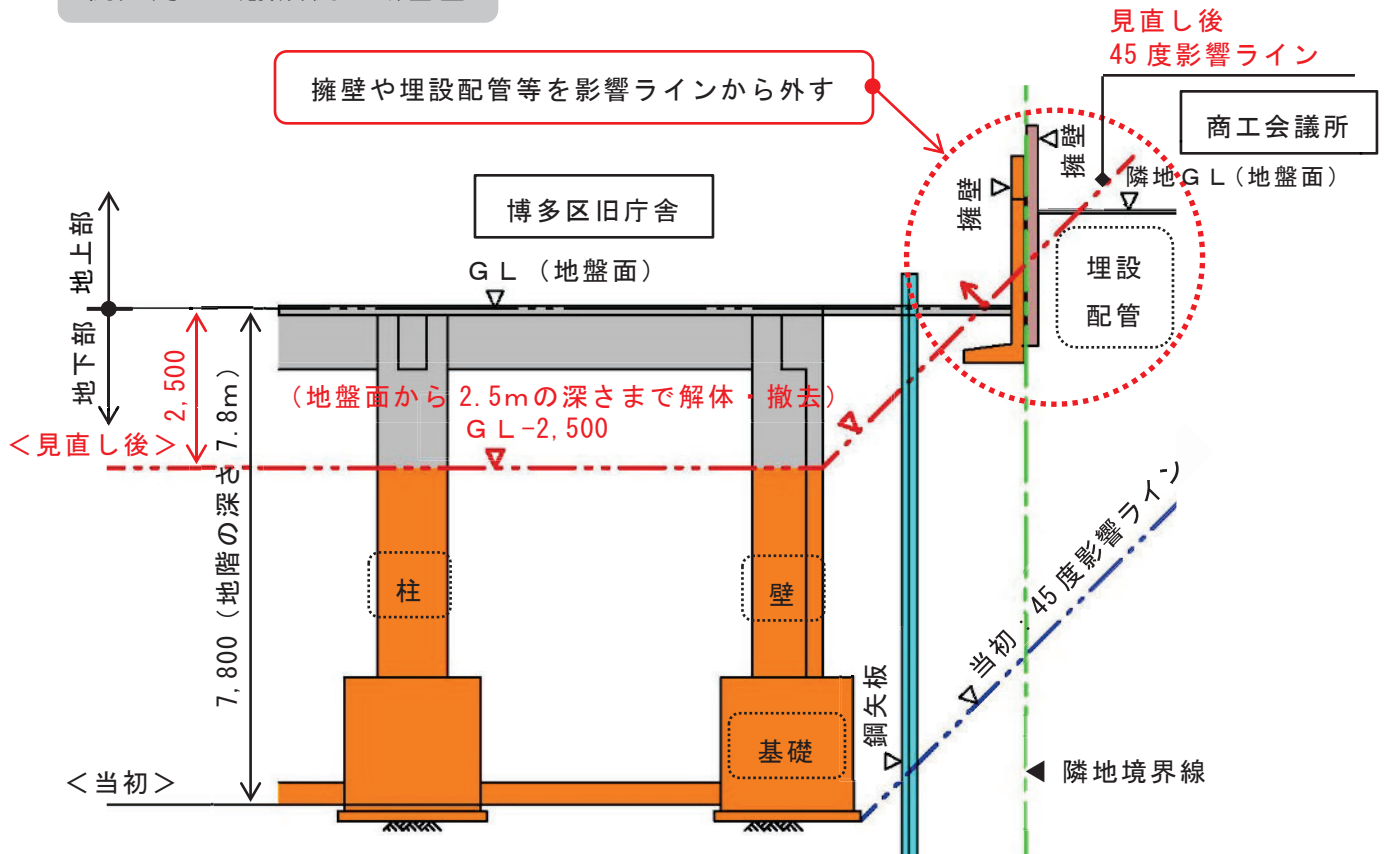 見直し後
45度影響ライン
擁壁や埋設配管等を影響ラインから外す
商工会議所
擁壁
擁壁
隣地GL(地盤面)
博多区旧庁舎
GL(地盤面)
埋設
配管
地上部
地下部
2,500
(地盤面から2.5mの深さまで解体・撤去)
GL-2,500
<見直し後>
7,800(地階の深さ7.8m)
柱
壁
当初:45度影響ライン
鋼矢板
基礎
<当初>
隣地境界線